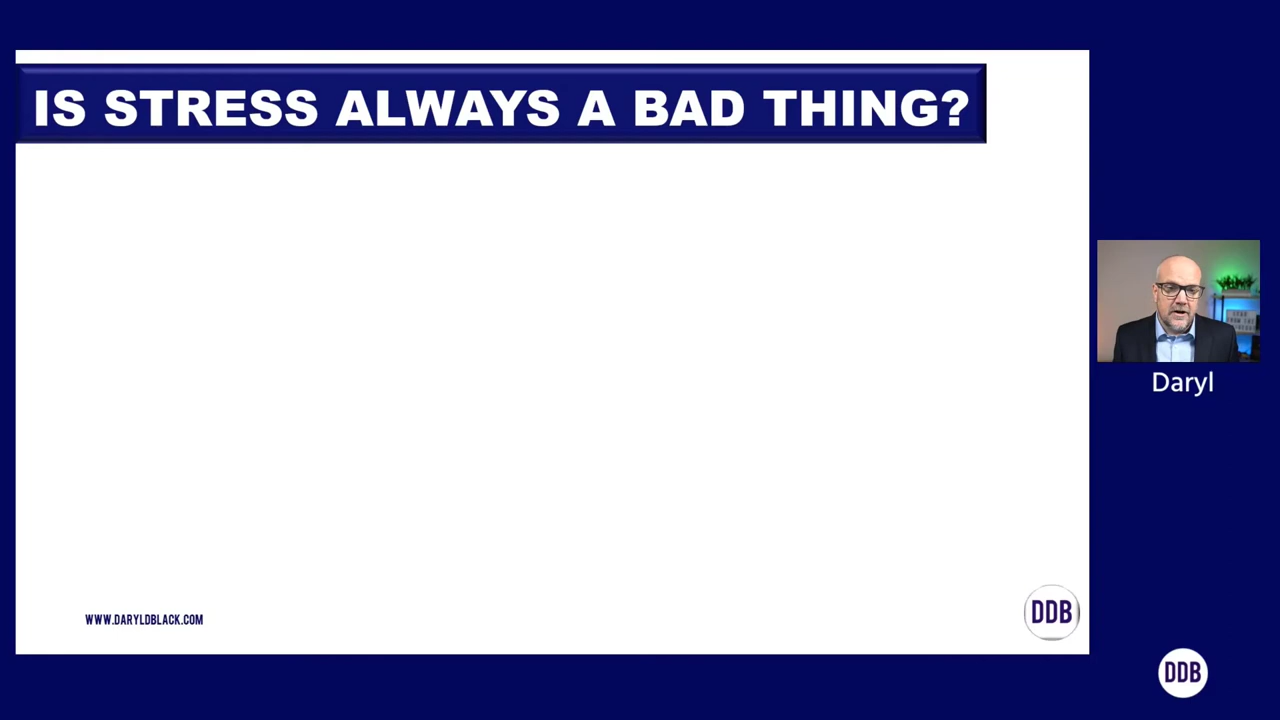 IS STRESS ALWAYS A BAD THING?
Daryl
WWW.DARYLDBLACK.COM
DDB
DDB